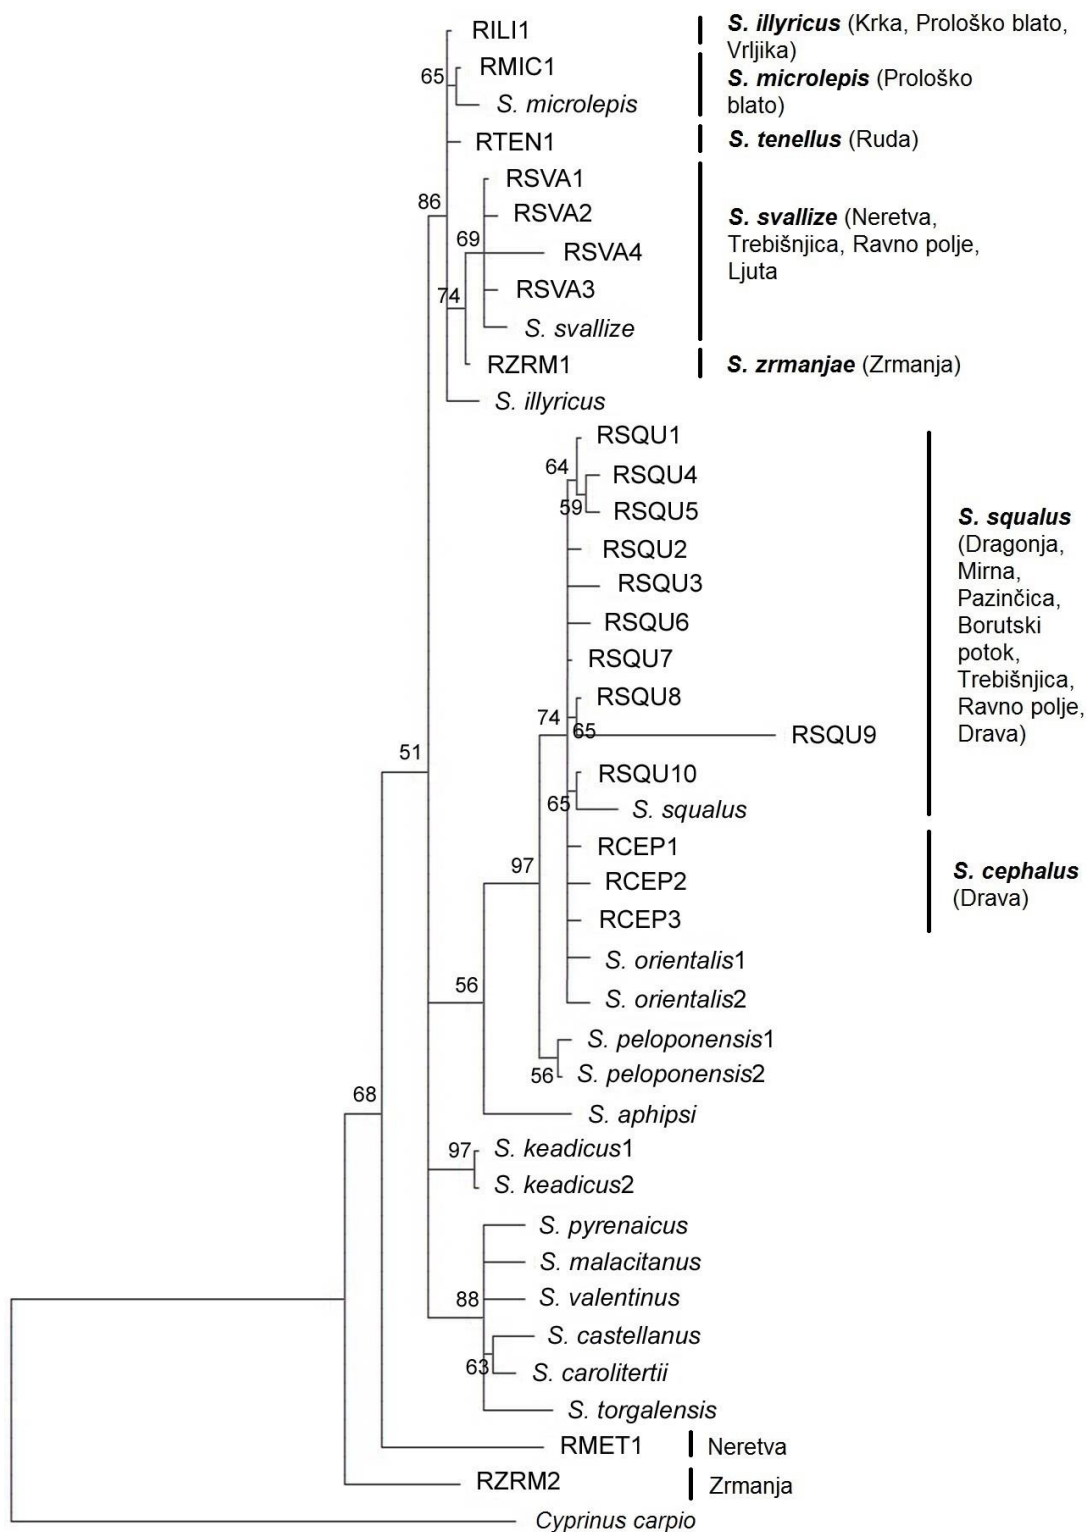 RILI1
S. illyricus (Krka, Prološko blato,
Vrljika)
65
RMIC1
S. microlepis (Prološko
blato)
S. microlepis
RTEN1
S. tenellus (Ruda)
RSVA1
86
RSVA2
S. svallize (Neretva,
Trebišnjica, Ravno polje,
Ljuta
69
RSVA4
74
RSVA3
S. svallize
RZRM1
S. zrmanjae (Zrmanja)
S. illyricus
RSQU1
64
RSQU4
59
RSQU5
S. squalus
(Dragonja,
Mirna,
Pazinčica,
Borutski
potok,
Trebišnjica,
Ravno polje,
Drava)
RSQU2
RSQU3
RSQU6
RSQU7
RSQU8
74
65
RSQU9
51
RSQU10
65
S. squalus
RCEP1
97
RCEP2
S. cephalus
(Drava)
RCEP3
S. orientalis1
56
S. orientalis2
S. peloponensis1
56
S. peloponensis2
68
S. aphipsi
97
S. keadicus1
S. keadicus2
S. pyrenaicus
S. malacitanus
88
S. valentinus
S. castellanus
63
S. carolitertii
S. torgalensis
RMET1
Neretva
RZRM2
Zrmanja
Cyprinus carpio